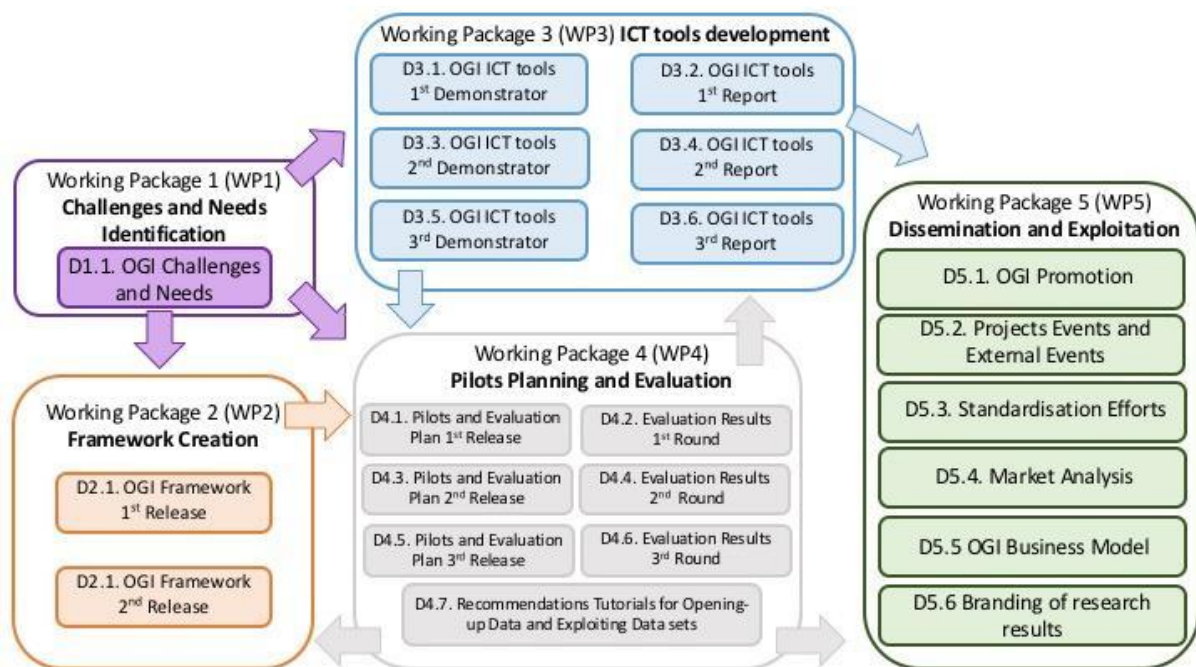 Working Package 3 (WP3) ICT tools development
D3.1. OGI ICT tools
1st Demonstrator
D3.2. OGI ICT tools
1st Report
D3.3. OGI ICT tools
2nd Demonstrator
D3.4. OGI ICT tools
2nd Report
D3.5. OGI ICT tools
3rd Demonstrator
D3.6. OGI ICT tools
3rd Report
Working Package 1 (WP1)
Challenges and Needs
Identification
D1.1. OGI Challenges
and Needs
Working Package 2 (WP2)
Framework Creation
D2.1. OGI Framework
1st Release
D2.1. OGI Framework
2nd Release
Working Package 4 (WP4)
Pilots Planning and Evaluation
D4.1. Pilots and Evaluation
Plan 1st Release
D4.2. Evaluation Results
1st Round
D4.3. Pilots and Evaluation
Plan 2nd Release
D4.4. Evaluation Results
2nd Round
D4.5. Pilots and Evaluation
Plan 3rd Release
D4.6. Evaluation Results
3rd Round
D4.7. Recommendations Tutorials for Opening-
up Data and Exploiting Data sets
Working Package 5 (WP5)
Dissemination and Exploitation
D5.1. OGI Promotion
D5.2. Projects Events and
External Events
D5.3. Standardisation Efforts
D5.4. Market Analysis
D5.5 OGI Business Model
D5.6 Branding of research
results